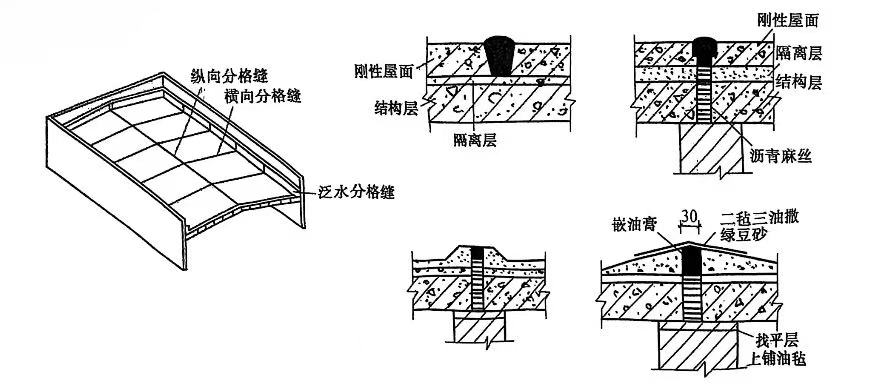 纵向分格缝
横向分格缝
泛水分格缝
刚性屋面
结构层
隔离层
刚性屋面
隔离层
结构层
沥青麻丝
嵌油膏
30
二毡三油撒
绿豆砂
找平层
上铺油毡